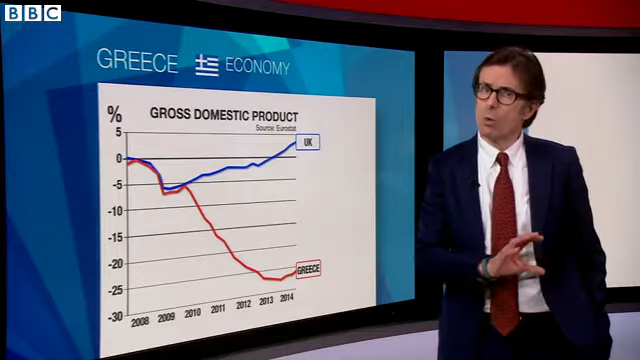 BBC
GREECE ECONOMY
%
GROSS DOMESTIC PRODUCT
Source: Eurostat
5
0
-5
-10
-15
-20
-25
-30
UK
GREECE
2008 2009 2010 2011 2012 2013 2014